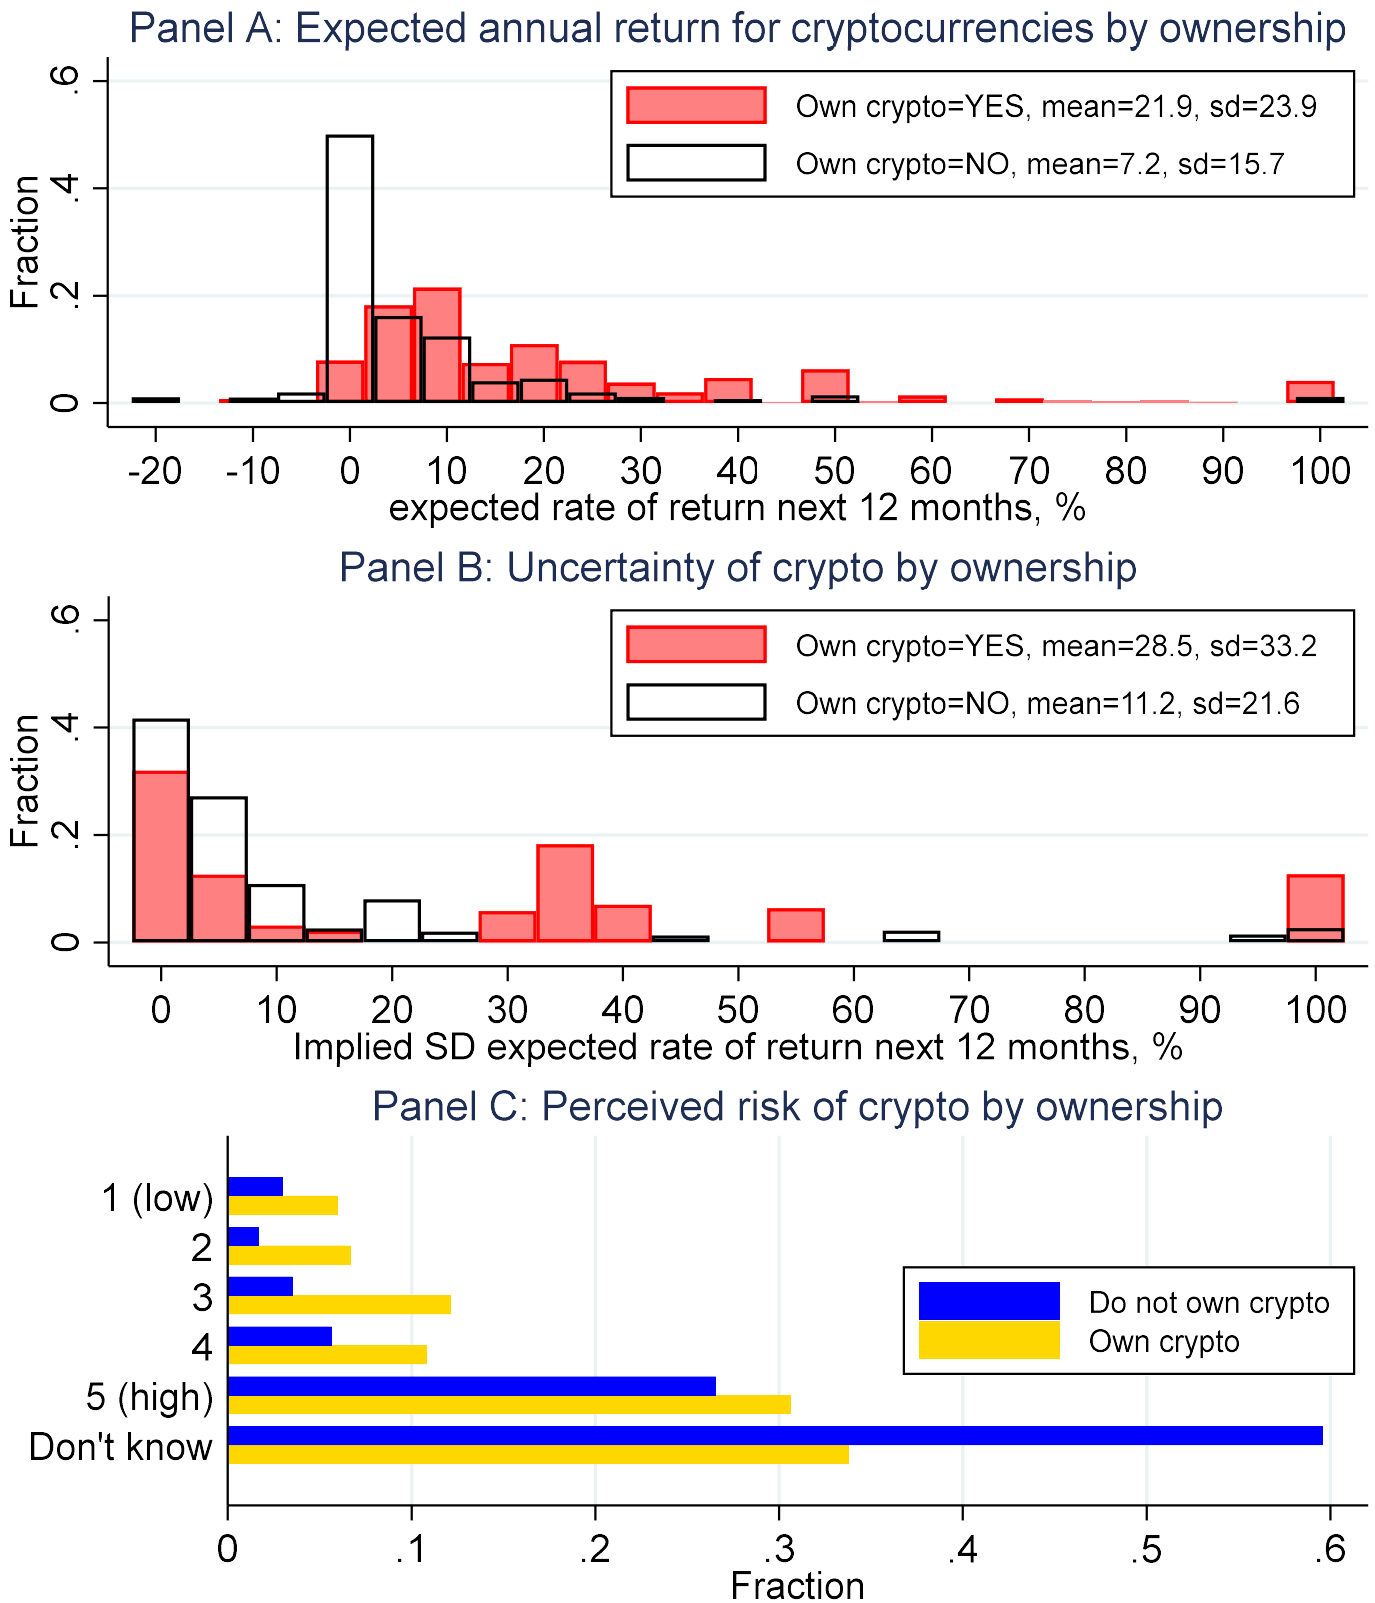 Panel A: Expected annual return for cryptocurrencies by ownership
Own crypto=YES, mean=21.9, sd=23.9
Own crypto=NO, mean=7.2, sd=15.7
Fraction
.6
.4
.2
0
-20 -10 0 10 20 30 40 50 60 70 80 90 100
expected rate of return next 12 months, %
Panel B: Uncertainty of crypto by ownership
Own crypto=YES, mean=28.5, sd=33.2
Own crypto=NO, mean=11.2, sd=21.6
Fraction
.6
.4
.2
0
0 10 20 30 40 50 60 70 80 90 100
Implied SD expected rate of return next 12 months, %
Panel C: Perceived risk of crypto by ownership
1 (low)
2
3
4
5 (high)
Don't know
Do not own crypto
Own crypto
0 .1 .2 .3 .4 .5 .6
Fraction